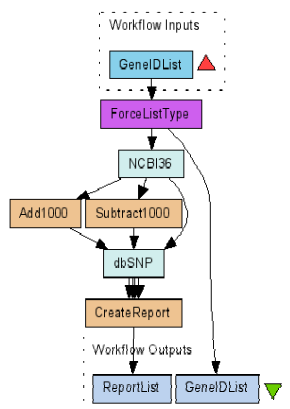 Workflow Inputs
GeneIDList
ForceListType
NCBI36
Add1000 Subtract1000
dbSNP
CreateReport
Workflow Outputs
ReportList GeneIDList